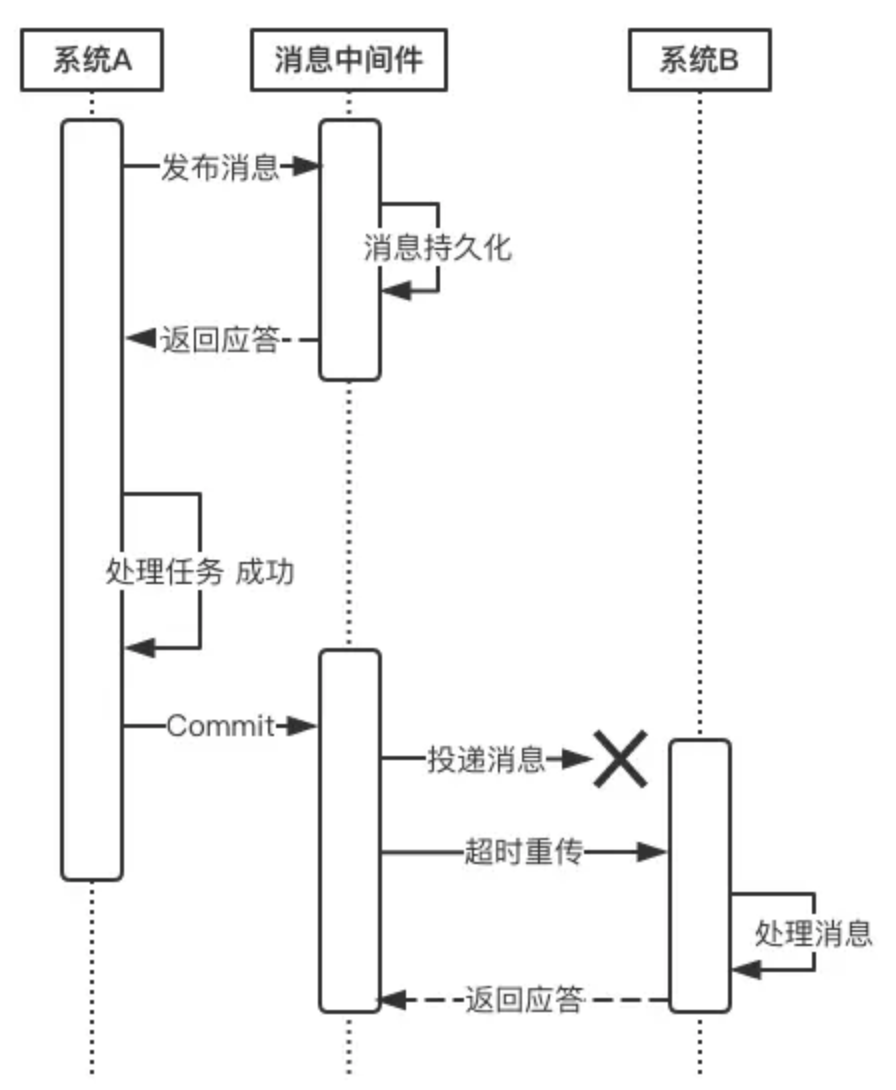 系统A
消息中间件
系统B
发布消息
消息持久化
返回应答
处理任务 成功
Commit
投递消息
超时重传
处理消息
返回应答